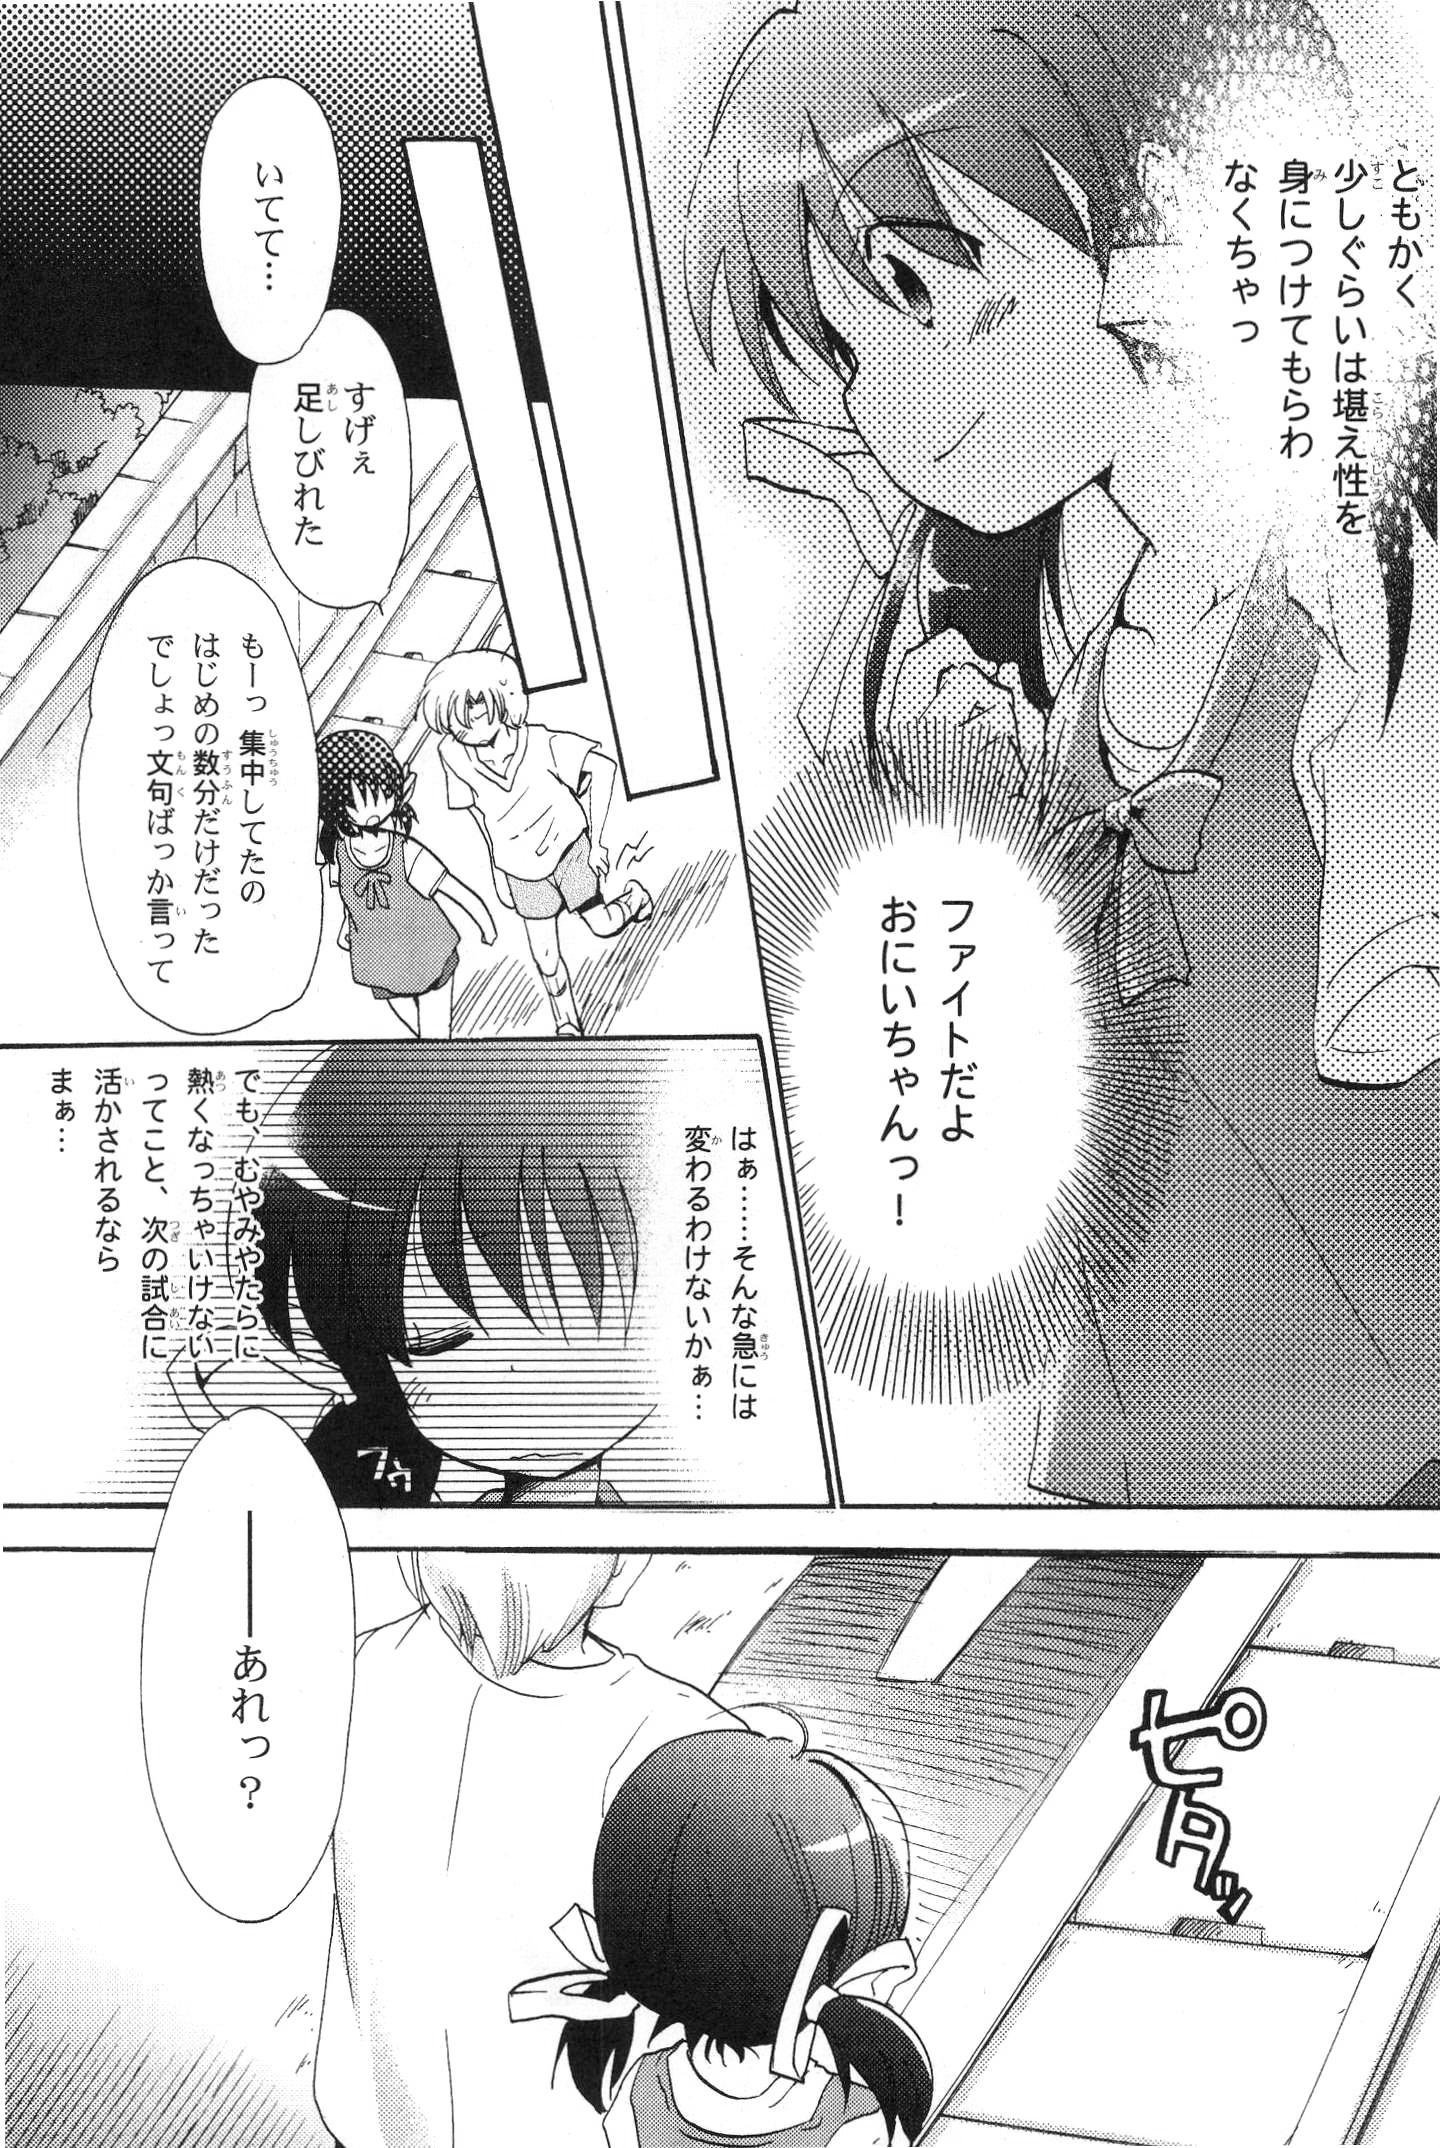 ともかく
少しぐらいは堪え性を
身につけてもらわ
なくちゃっ
ファイトだよ
おにいちゃんっ！
いてて…
すげぇ
足しびれた
もーっ 集中してたの
はじめの数分だけだった
でしょっ文句ばっか言って
はぁ……そんな急には
変わるわけないかぁ…
でも、むやみやたらに
熱くなっちゃいけない
ってこと、次の試合に
活かされるなら
まぁ…
フゥ
ピタッ
──あれっ？